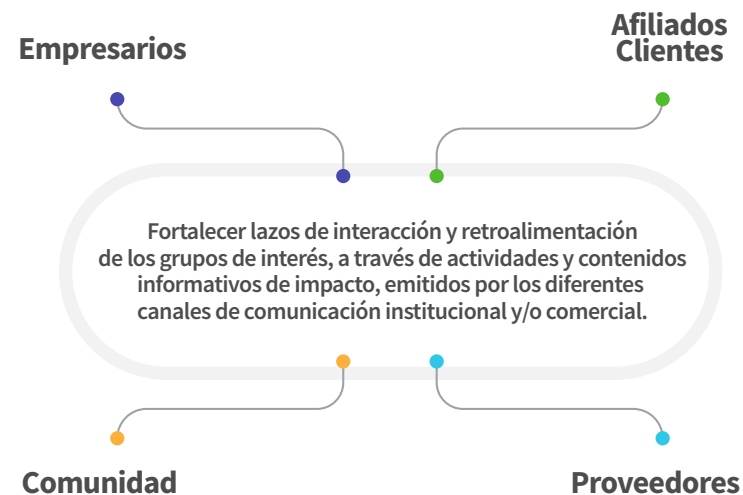 Empresarios
Afiliados
Clientes
Fortalecer lazos de interacción y retroalimentación
de los grupos de interés, a través de actividades y contenidos
informativos de impacto, emitidos por los diferentes
canales de comunicación institucional y/o comercial.
Comunidad
Proveedores